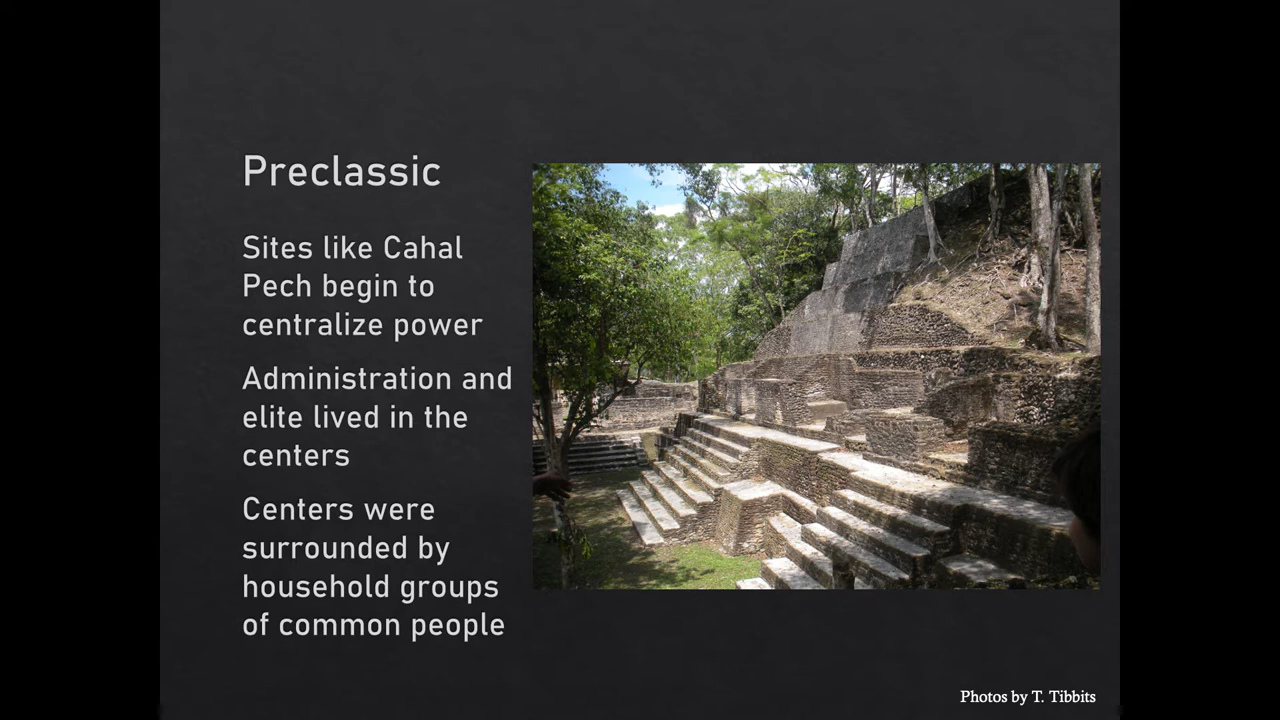 Preclassic
Sites like Cahal
Pech begin to
centralize power
Administration and
elite lived in the
centers
Centers were
surrounded by
household groups
of common people
Photos by T. Tibbits